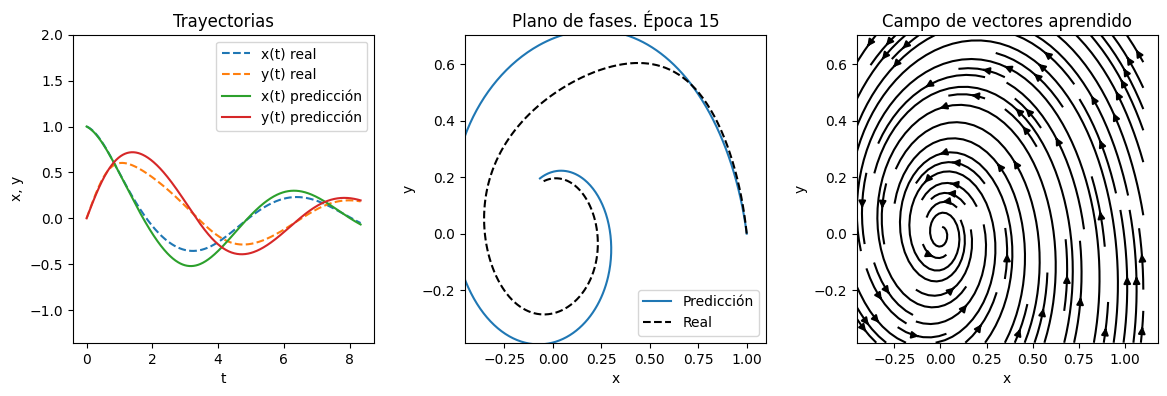 Trayectorias
2.0
1.5
1.0
0.5
0.0
−0.5
−1.0
x, y
0 2 4 6 8
t
x(t) real
y(t) real
x(t) predicción
y(t) predicción
Plano de fases. Época 15
0.6
0.4
0.2
0.0
−0.2
y
−0.25 0.00 0.25 0.50 0.75 1.00
x
Predicción
Real
Campo de vectores aprendido
0.6
0.4
0.2
0.0
−0.2
y
−0.25 0.00 0.25 0.50 0.75 1.00
x